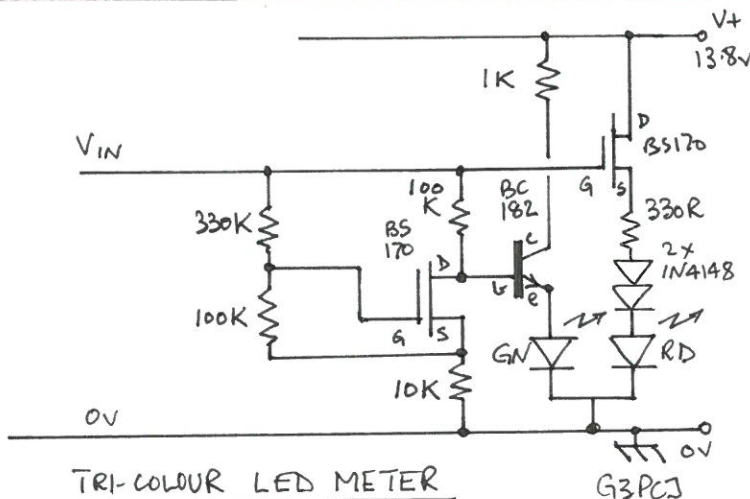 V+
13.8v
1K
D
BS170
VIN
G
S
100
K
BC
182
330K
BS
170
330R
2x
1N4148
c
D
b
e
100K
G
S
GN
RD
10K
0V
0V
TRI-COLOUR LED METER
G3PCJ